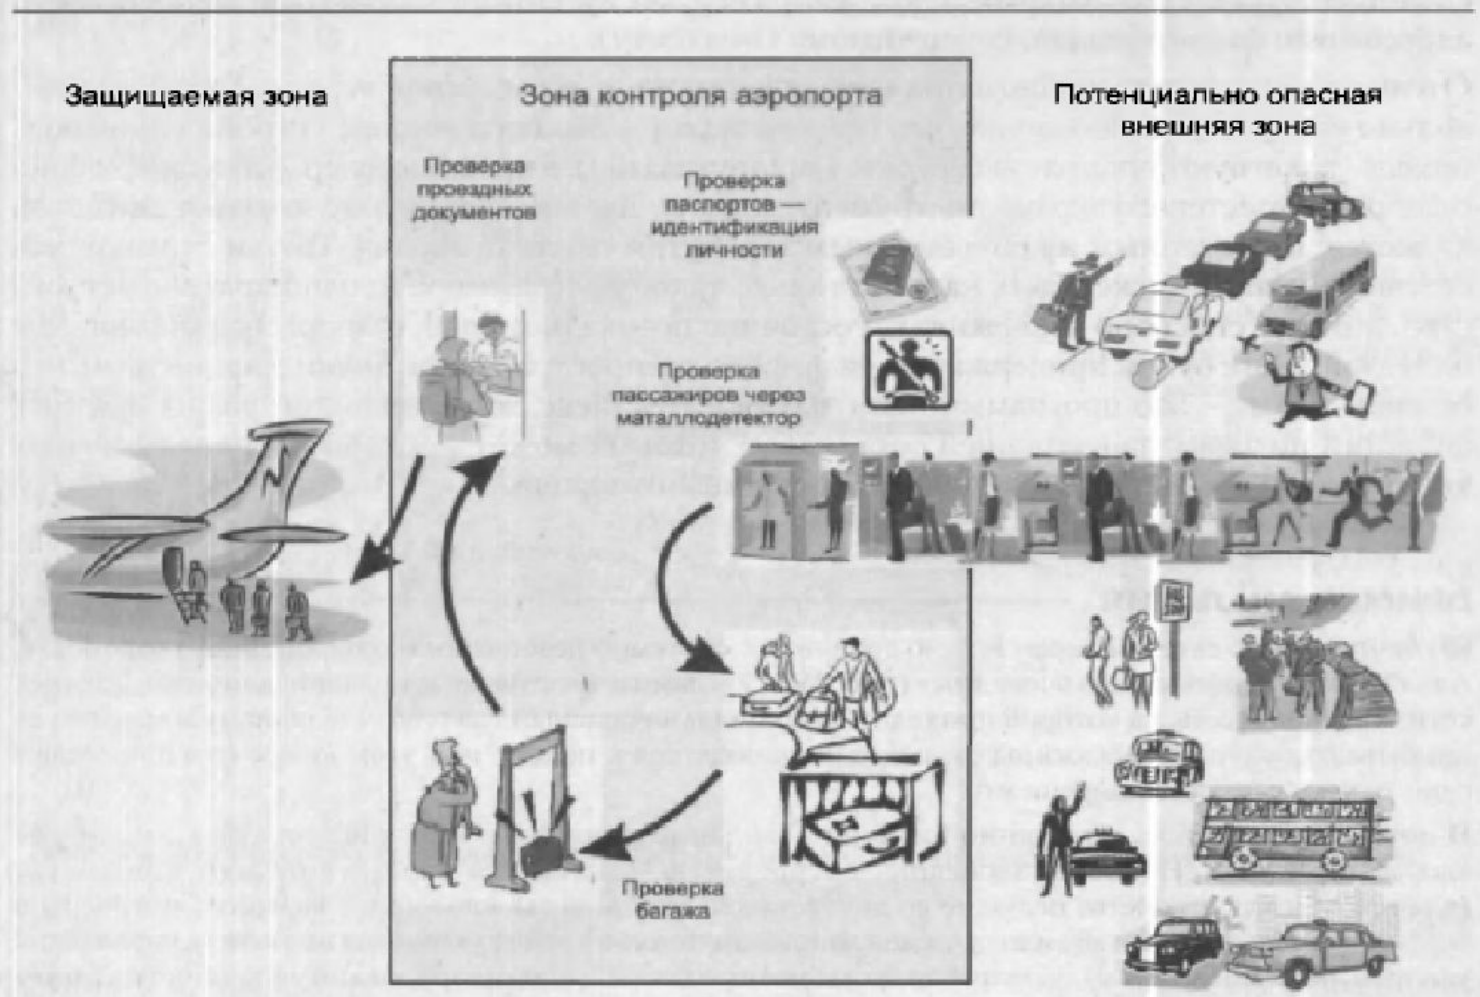 Защищаемая зона
Зона контроля аэропорта
Потенциально опасная
внешняя зона
Проверка
проездных
документов
Проверка
паспортов —
идентификация
личности
Проверка
пассажиров через
маталлодетектор
Проверка
багажа